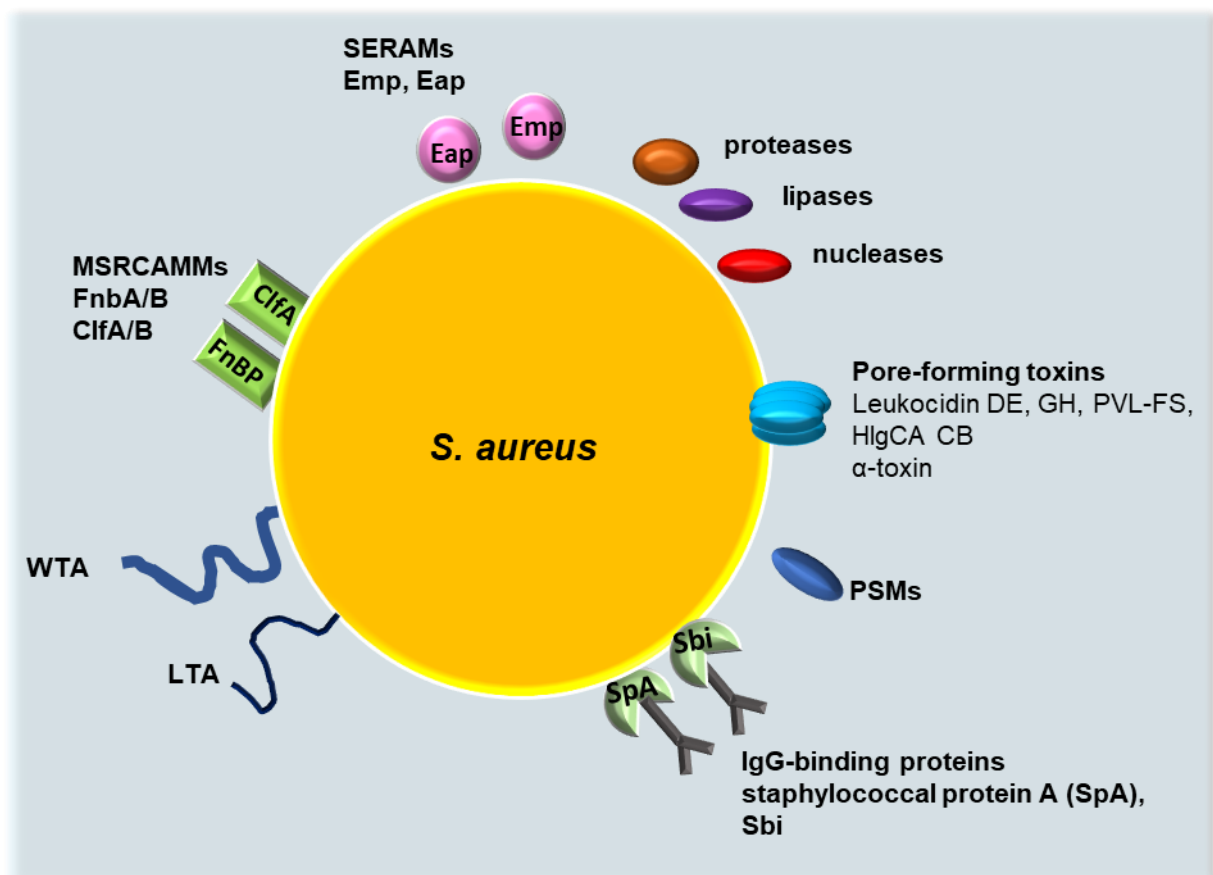 SERAMs
Emp, Eap
Emp
Eap
proteases
lipases
nucleases
MSRCAMMs
FnbA/B
ClfA/B
ClfA
FnBP
Pore-forming toxins
Leukocidin DE, GH, PVL-FS,
HlgCA CB
α-toxin
S. aureus
WTA
LTA
PSMs
Sbi
SpA
IgG-binding proteins
staphylococcal protein A (SpA),
Sbi